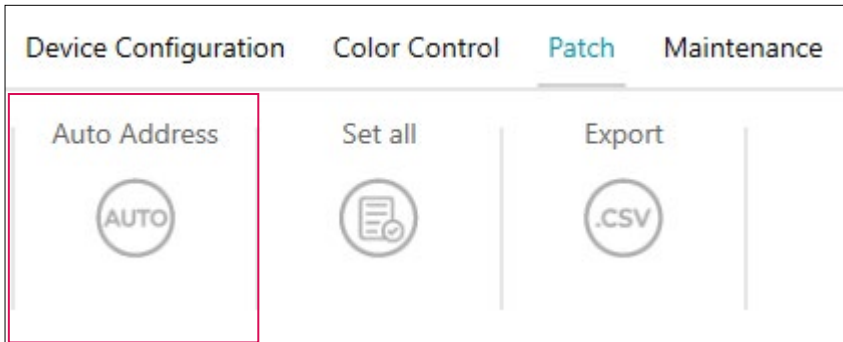 Device Configuration Color Control Patch Maintenance
Auto Address Set all Export
AUTO .CSV